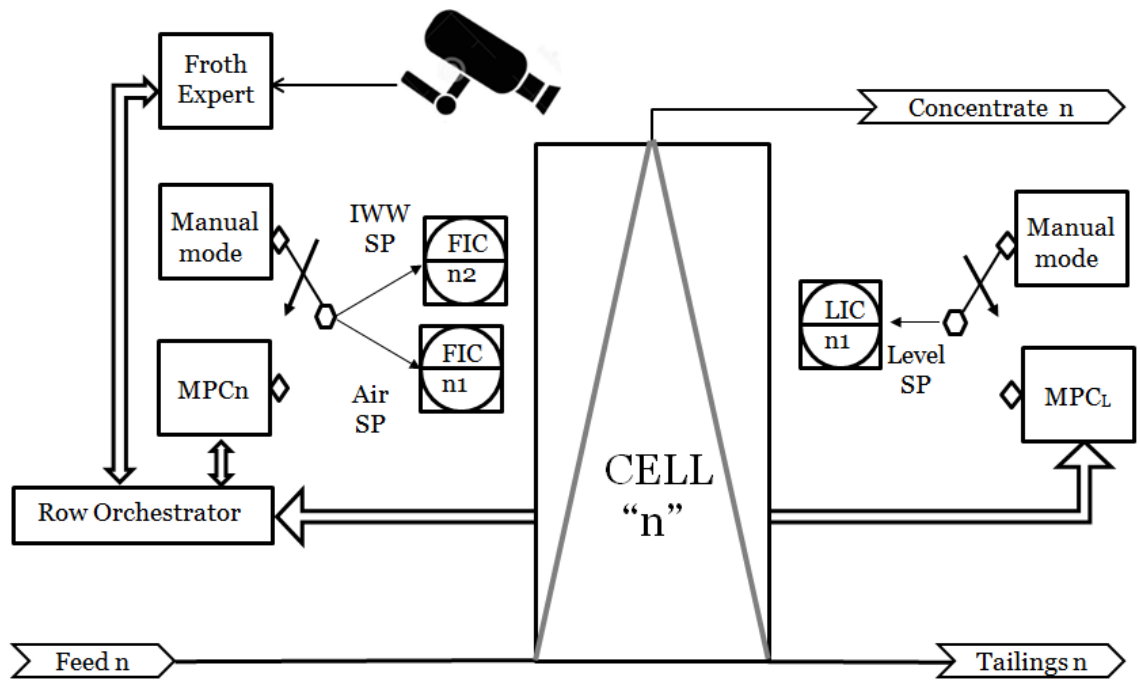 Froth
Expert
Concentrate n
Manual
mode
IWW
SP
FIC
n2
FIC
n1
Air
SP
MPCn
Row Orchestrator
CELL
“n”
LIC
n1
Level
SP
Manual
mode
MPCL
Feed n
Tailings n